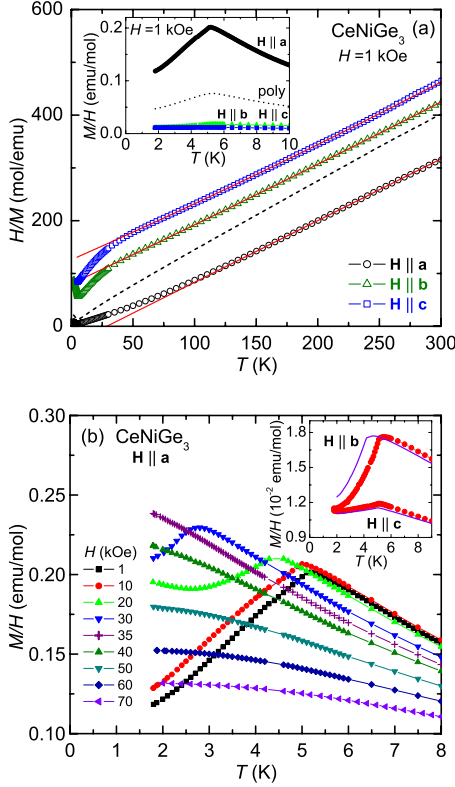 H=1 kOe
H || a
poly
H || b H || c
M/H (emu/mol)
0.2
0.1
0.0
0 2 4 6 8 10
T (K)
CeNiGe3 (a)
H =1 kOe
H/M (mol/emu)
600
400
200
0
H || a
H || b
H || c
0 50 100 150 200 250 300
T (K)
(b) CeNiGe3
H || a
M/H (emu/mol)
0.30
0.25
0.20
0.15
0.10
H (kOe)
1
10
20
30
35
40
50
60
70
M/H (10-2 emu/mol)
1.8
1.5
1.2
0.9
H || b
H || c
0 2 4 6 8
T (K)
0 1 2 3 4 5 6 7 8
T (K)